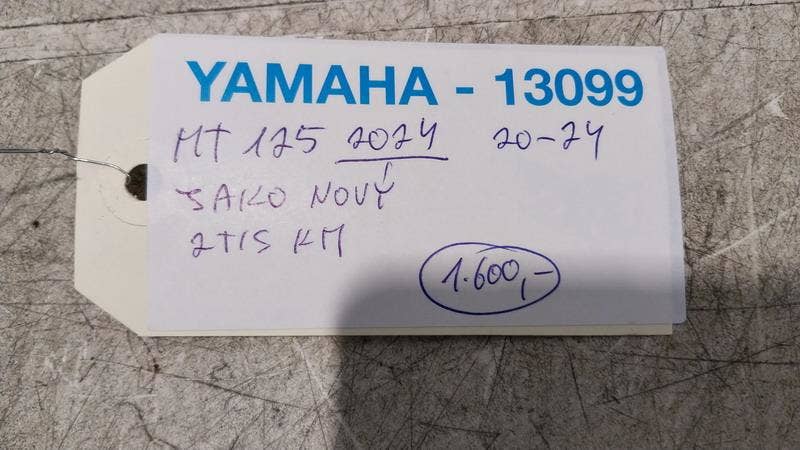 YAMAHA - 13099
MT 125 2024 20-24
JAKO NOVÝ
2TIS KM
1.600,-